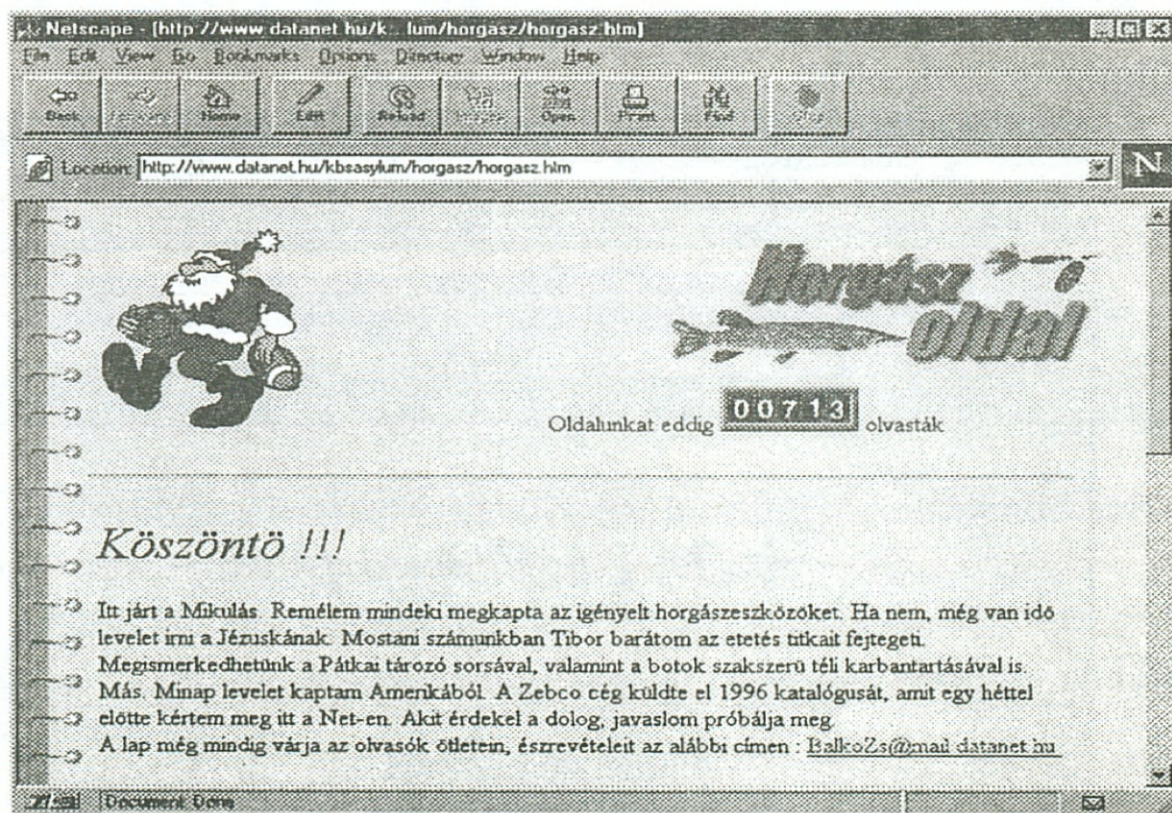 Netscape - [http://www.datanet.hu/k...lum/horgasz/horgasz.htm]
File Edit View Go Bookmarks Options Directory Window Help
Back Forward Home Edit Reload Images Open Print Find Stop
Location: http://www.datanet.hu/kbsasylum/horgasz/horgasz.htm
N
Horgász
oldal
Oldalunkat eddig 00713 olvasták
Köszöntö !!!
Itt járt a Mikulás. Remélem mindeki megkapta az igényelt horgászeszközöket. Ha nem, még van idö
levelet irni a Jézuskának. Mostani számunkban Tibor barátom az etetés titkait fejtegeti.
Megismerkedhetünk a Pátkai tározó sorsával, valamint a botok szakszerü téli karbantartásával is.
Más. Minap levelet kaptam Amerikából. A Zebco cég küldte el 1996 katalógusát, amit egy héttel
elötte kértem meg itt a Net-en. Akit érdekel a dolog, javaslom próbálja meg.
A lap még mindig várja az olvasók ötletein, észrevételeit az alábbi címen : BalkoZs@mail.datanet.hu
Document: Done